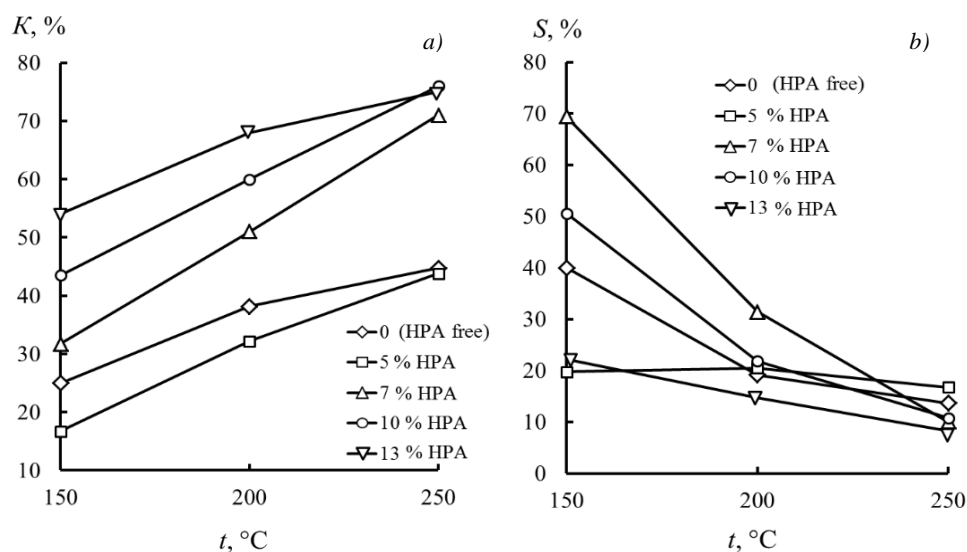 K, %
a)
80
70
60
50
40
30
20
10
150
200
250
t, °C
0 (HPA free)
5 % HPA
7 % HPA
10 % HPA
13 % HPA
S, %
b)
80
70
60
50
40
30
20
10
0
150
200
250
t, °C
0 (HPA free)
5 % HPA
7 % HPA
10 % HPA
13 % HPA